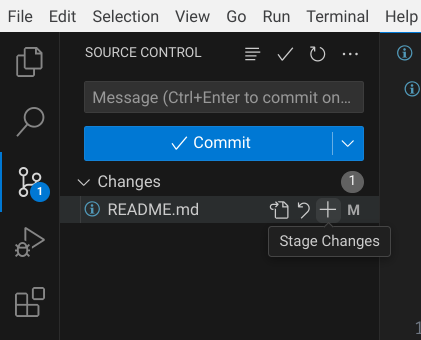 File Edit Selection View Go Run Terminal Help
SOURCE CONTROL
Message (Ctrl+Enter to commit on...
Commit
1
Changes 1
README.md M
Stage Changes
1